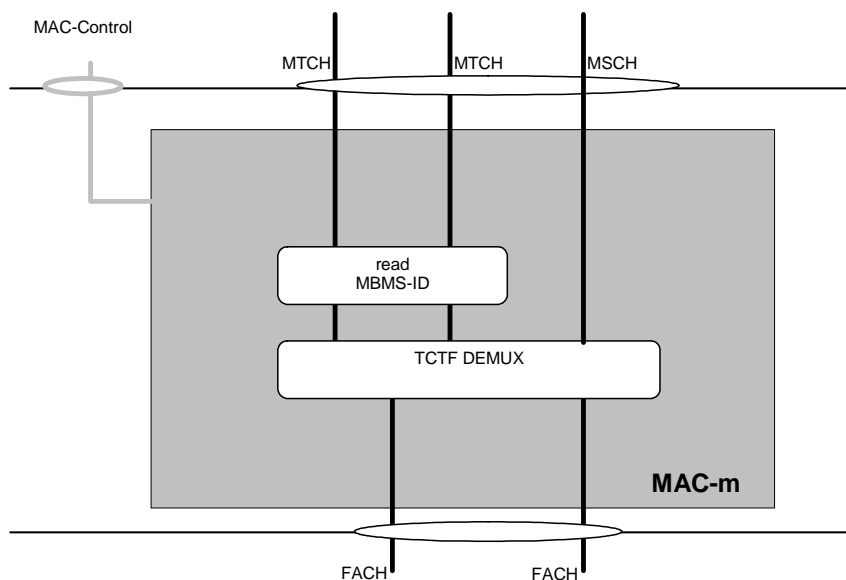 MAC-Control
MTCH
MTCH
MSCH
read
MBMS-ID
TCTF DEMUX
MAC-m
FACH
FACH